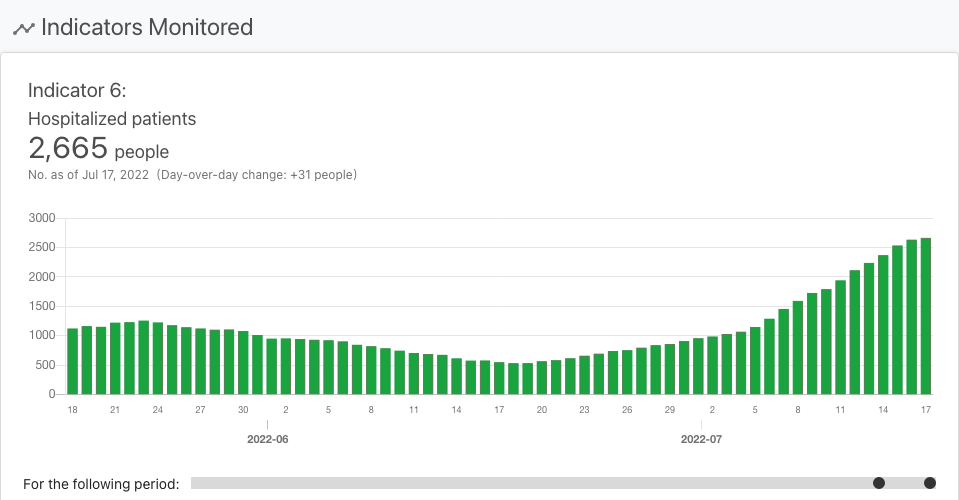 Indicators Monitored
Indicator 6:
Hospitalized patients
2,665 people
No. as of Jul 17, 2022 (Day-over-day change: +31 people)
3000
2500
2000
1500
1000
500
0
18 21 24 27 30 2 5 8 11 14 17 20 23 26 29 2 5 8 11 14 17
2022-06 2022-07
For the following period: